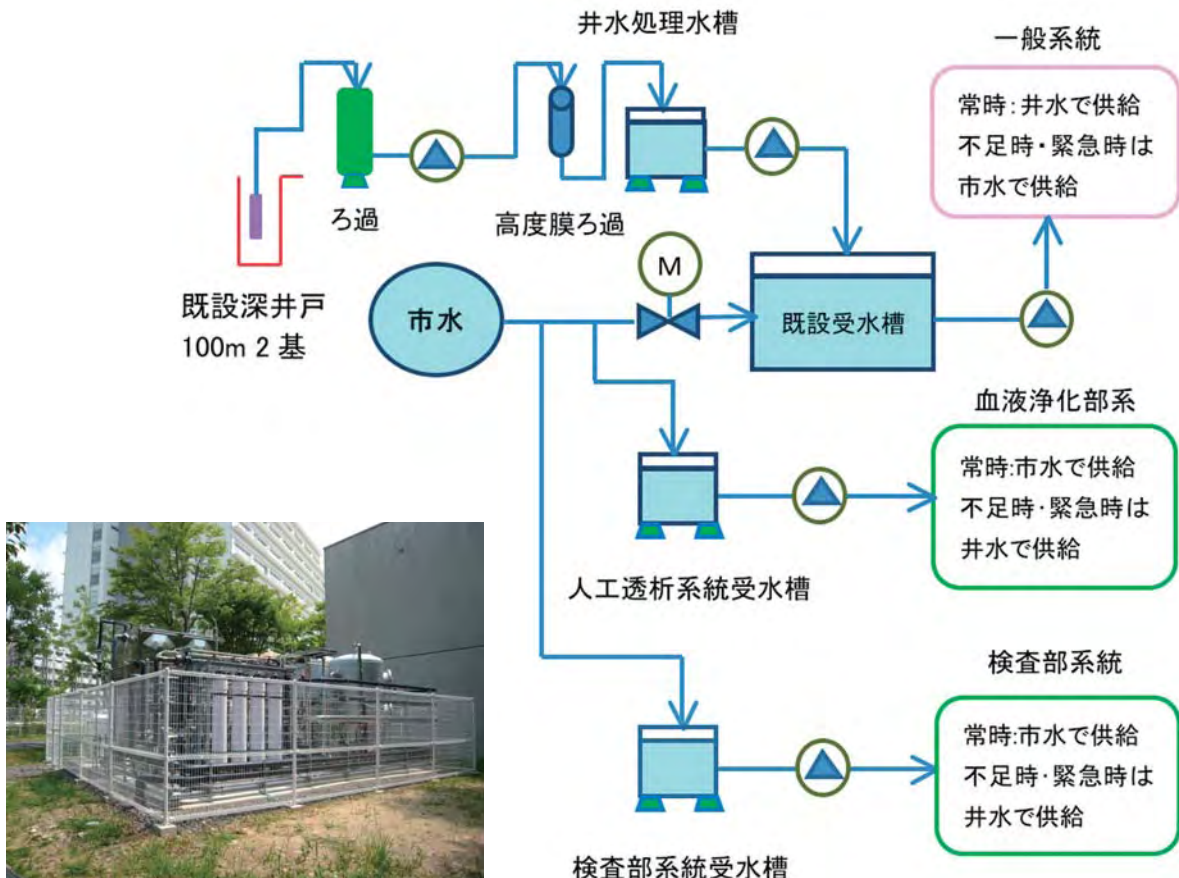 井水処理水槽
一般系統
常時：井水で供給
不足時・緊急時は
市水で供給
ろ過
高度膜ろ過
既設深井戸
100m 2 基
市水
M
既設受水槽
血液浄化部系
常時:市水で供給
不足時・緊急時は
井水で供給
人工透析系統受水槽
検査部系統
常時:市水で供給
不足時・緊急時は
井水で供給
検査部系統受水槽